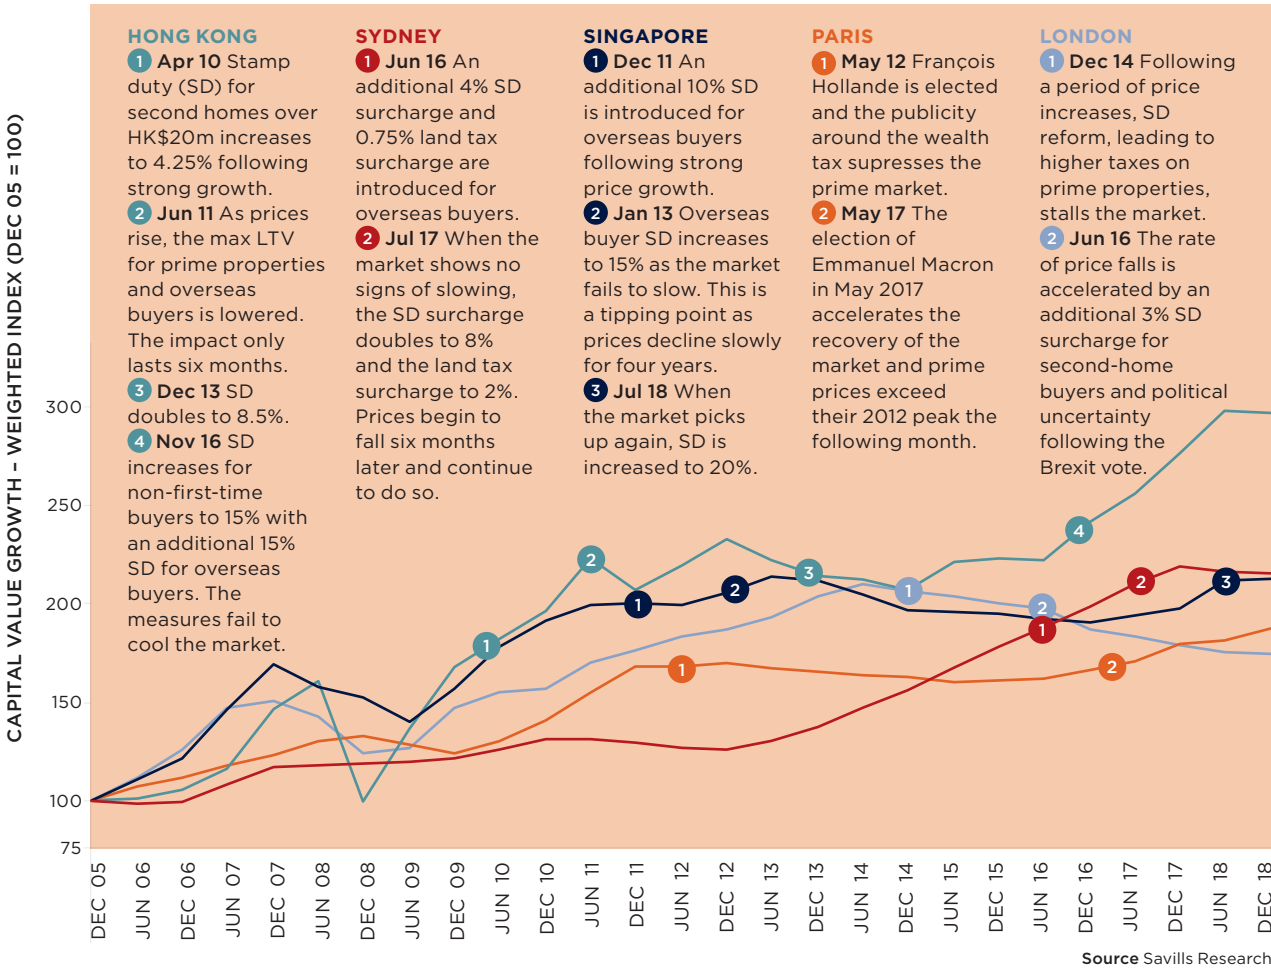 HONG KONG
1 Apr 10 Stamp
duty (SD) for
second homes over
HK$20m increases
to 4.25% following
strong growth.
2 Jun 11 As prices
rise, the max LTV
for prime properties
and overseas
buyers is lowered.
The impact only
lasts six months.
3 Dec 13 SD
doubles to 8.5%.
4 Nov 16 SD
increases for
non-first-time
buyers to 15% with
an additional 15%
SD for overseas
buyers. The
measures fail to
cool the market.
SYDNEY
1 Jun 16 An
additional 4% SD
surcharge and
0.75% land tax
surcharge are
introduced for
overseas buyers.
2 Jul 17 When the
market shows no
signs of slowing,
the SD surcharge
doubles to 8%
and the land tax
surcharge to 2%.
Prices begin to
fall six months
later and continue
to do so.
SINGAPORE
1 Dec 11 An
additional 10% SD
is introduced for
overseas buyers
following strong
price growth.
2 Jan 13 Overseas
buyer SD increases
to 15% as the market
fails to slow. This is
a tipping point as
prices decline slowly
for four years.
3 Jul 18 When
the market picks
up again, SD is
increased to 20%.
PARIS
1 May 12 François
Hollande is elected
and the publicity
around the wealth
tax supresses the
prime market.
2 May 17 The
election of
Emmanuel Macron
in May 2017
accelerates the
recovery of the
market and prime
prices exceed
their 2012 peak the
following month.
LONDON
1 Dec 14 Following
a period of price
increases, SD
reform, leading to
higher taxes on
prime properties,
stalls the market.
2 Jun 16 The rate
of price falls is
accelerated by an
additional 3% SD
surcharge for
second-home
buyers and political
uncertainty
following the
Brexit vote.
CAPITAL VALUE GROWTH – WEIGHTED INDEX (DEC 05 = 100)
300
250
200
150
100
75
1
2
3
4
1
2
3
1
2
1
2
1
2
DEC 05
JUN 06
DEC 06
JUN 07
DEC 07
JUN 08
DEC 08
JUN 09
DEC 09
JUN 10
DEC 10
JUN 11
DEC 11
JUN 12
DEC 12
JUN 13
DEC 13
JUN 14
DEC 14
JUN 15
DEC 15
JUN 16
DEC 16
JUN 17
DEC 17
JUN 18
DEC 18
Source Savills Research